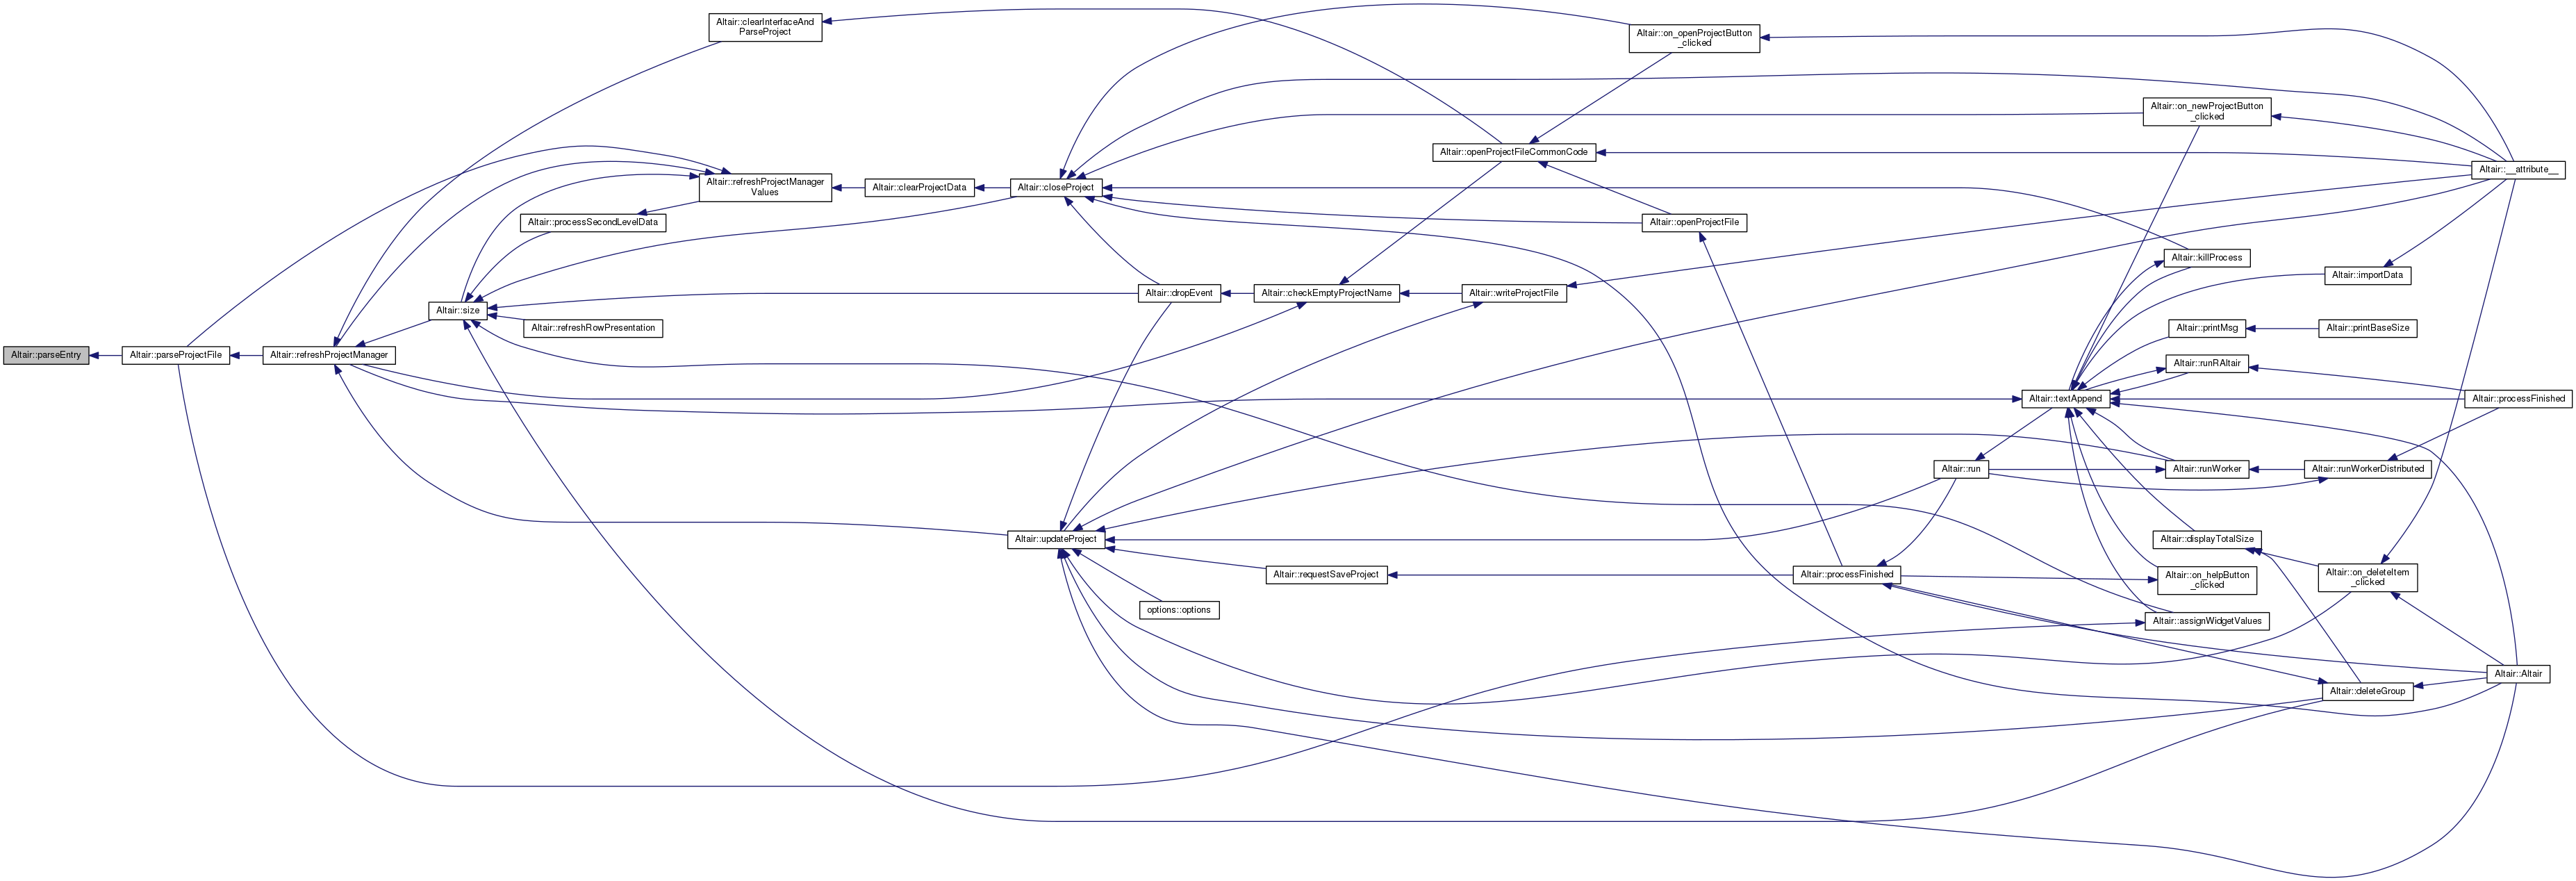 Altair::clearInterfaceAnd
ParseProject
Altair::on_openProjectButton
_clicked
Altair::on_newProjectButton
_clicked
Altair::openProjectFileCommonCode
Altair::__attribute__
Altair::refreshProjectManager
Values
Altair::clearProjectData
Altair::closeProject
Altair::processSecondLevelData
Altair::openProjectFile
Altair::killProcess
Altair::importData
Altair::size
Altair::dropEvent
Altair::checkEmptyProjectName
Altair::writeProjectFile
Altair::refreshRowPresentation
Altair::printMsg
Altair::printBaseSize
Altair::parseEntry
Altair::parseProjectFile
Altair::refreshProjectManager
Altair::runRAltair
Altair::textAppend
Altair::processFinished
Altair::run
Altair::runWorker
Altair::runWorkerDistributed
Altair::updateProject
Altair::displayTotalSize
Altair::requestSaveProject
Altair::processFinished
Altair::on_helpButton
_clicked
Altair::on_deleteItem
_clicked
options::options
Altair::assignWidgetValues
Altair::Altair
Altair::deleteGroup